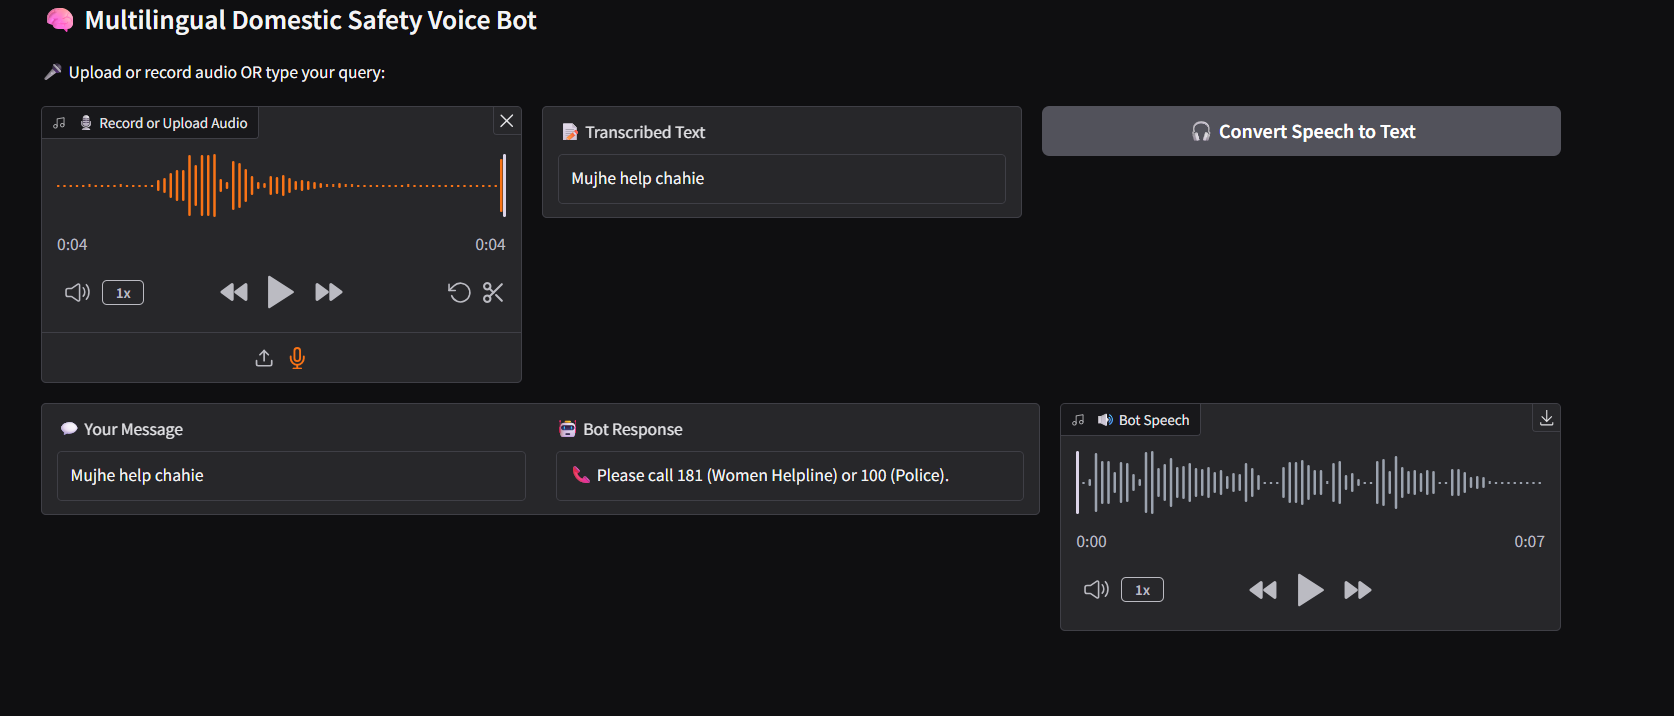 🧠 Multilingual Domestic Safety Voice Bot
🎤 Upload or record audio OR type your query:
🎙️ Record or Upload Audio
0:04
0:04
1x
📝 Transcribed Text
Mujhe help chahie
🎧 Convert Speech to Text
💬 Your Message
Mujhe help chahie
🤖 Bot Response
📞 Please call 181 (Women Helpline) or 100 (Police).
🔊 Bot Speech
0:00
0:07
1x